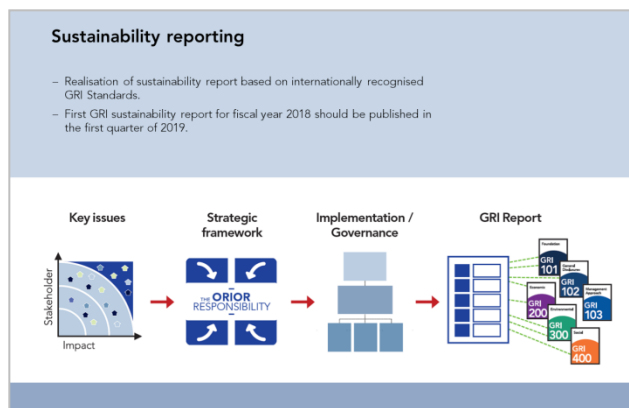 Sustainability reporting
– Realisation of sustainability report based on internationally recognised
GRI Standards.
– First GRI sustainability report for fiscal year 2018 should be published in
the first quarter of 2019.
Key issues
Strategic
framework
Implementation /
Governance
GRI Report
Stakeholder
Impact
THE ORIOR
RESPONSIBILITY
Foundation
GRI
101
General
Disclosures
GRI
102
Management
Approach
GRI
103
Economic
GRI
200
Environmental
GRI
300
Social
GRI
400